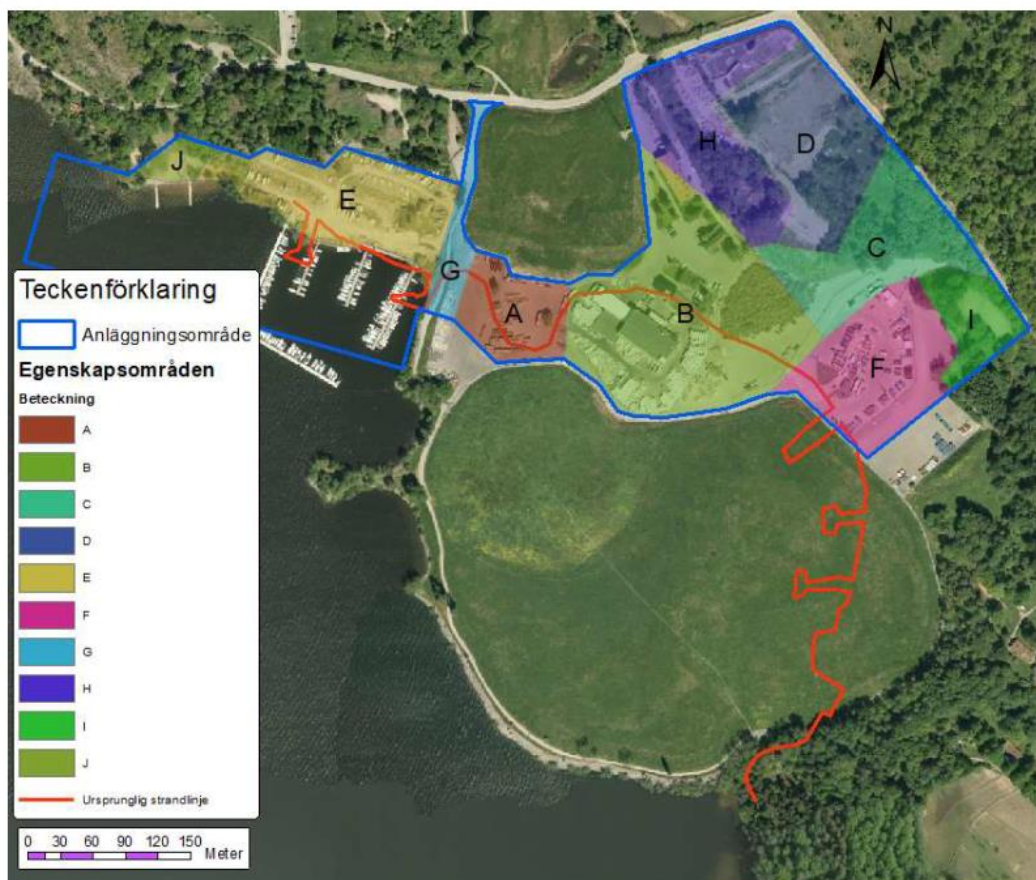 N
H
D
J
E
C
G
A
B
I
F
Teckenförklaring
Anläggningsområde
Egenskapsområden
Beteckning
A
B
C
D
E
F
G
H
I
J
Ursprunglig strandlinje
0 30 60 90 120 150
Meter